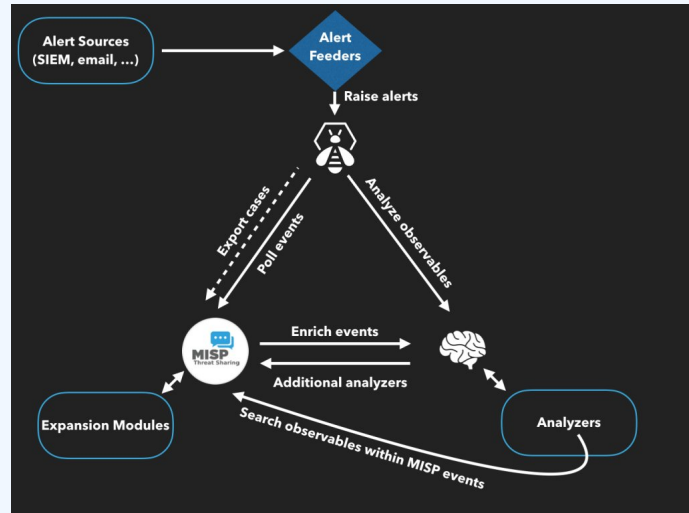 Alert Sources
(SIEM, email, ...)
Alert
Feeders
Raise alerts
Export cases
Poll events
Analyze observables
MISP
Threat Sharing
Enrich events
Additional analyzers
Expansion Modules
Analyzers
Search observables within MISP events